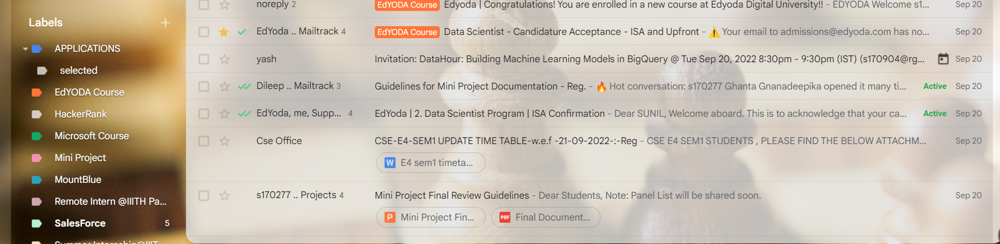 Labels
APPLICATIONS
selected
EdYODA Course
HackerRank
Microsoft Course
Mini Project
MountBlue
Remote Intern @IIITH Pa...
SalesForce 5
Summer Internship@IIIT
noreply 2 EdYODA Course Edyoda | Congratulations! You are enrolled in a new course at Edyoda Digital University!! - EDYODA Welcome s1... Sep 20
EdYoda .. Mailtrack 4 EdYODA Course Data Scientist - Candidature Acceptance - ISA and Upfront - ⚠️ Your email to admissions@edyoda.com has no... Sep 20
yash Invitation: DataHour: Building Machine Learning Models in BigQuery @ Tue Sep 20, 2022 8:30pm - 9:30pm (IST) (s170904@rg... Sep 20
Dileep .. Mailtrack 3 Guidelines for Mini Project Documentation - Reg. - 🔥 Hot conversation: s170277 Ghanta Gnanadeepika opened it many ti... Active Sep 20
EdYoda, me, Supp... 4 EdYoda | 2. Data Scientist Program | ISA Confirmation - Dear SUNIL, Welcome aboard. This is to acknowledge that your ca... Active Sep 20
Cse Office CSE-E4-SEM1 UPDATE TIME TABLE-w.e.f -21-09-2022-:-Reg - CSE E4 SEM1 STUDENTS , PLEASE FIND THE BELOW ATTACHM... Sep 20
W E4 sem1 timeta...
s170277 .. Projects 4 Mini Project Final Review Guidelines - Dear Students, Note: Panel List will be shared soon. Sep 20
P Mini Project Fin... PDF Final Document...